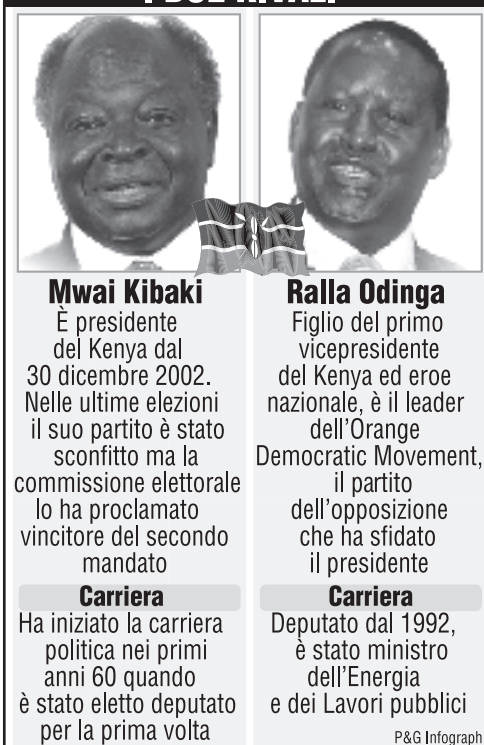 I DUE RIVALI
Mwai Kibaki
È presidente
del Kenya dal
30 dicembre 2002.
Nelle ultime elezioni
il suo partito è stato
sconfitto ma la
commissione elettorale
lo ha proclamato
vincitore del secondo
mandato
Carriera
Ha iniziato la carriera
politica nei primi
anni 60 quando
è stato eletto deputato
per la prima volta
Ralla Odinga
Figlio del primo
vicepresidente
del Kenya ed eroe
nazionale, è il leader
dell'Orange
Democratic Movement,
il partito
dell'opposizione
che ha sfidato
il presidente
Carriera
Deputato dal 1992,
è stato ministro
dell'Energia
e dei Lavori pubblici
P&G Infograph